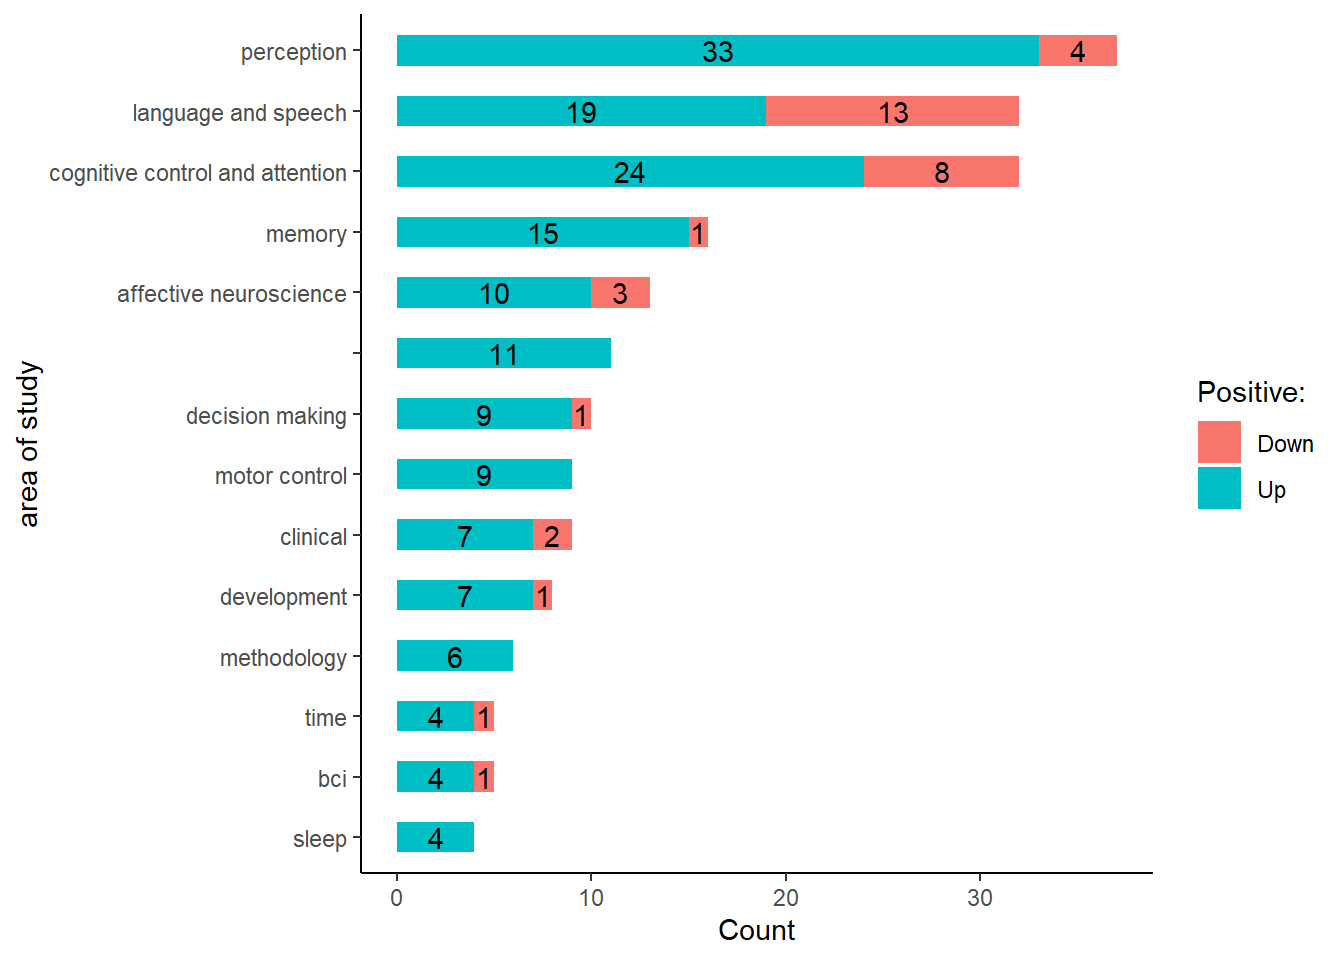 perception 33 4
language and speech 19 13
cognitive control and attention 24 8
memory 15 1
affective neuroscience 10 3
11
decision making 9 1
motor control 9
clinical 7 2
development 7 1
methodology 6
time 4 1
bci 4 1
sleep 4
0 10 20 30
Count
area of study
Positive:
Down
Up